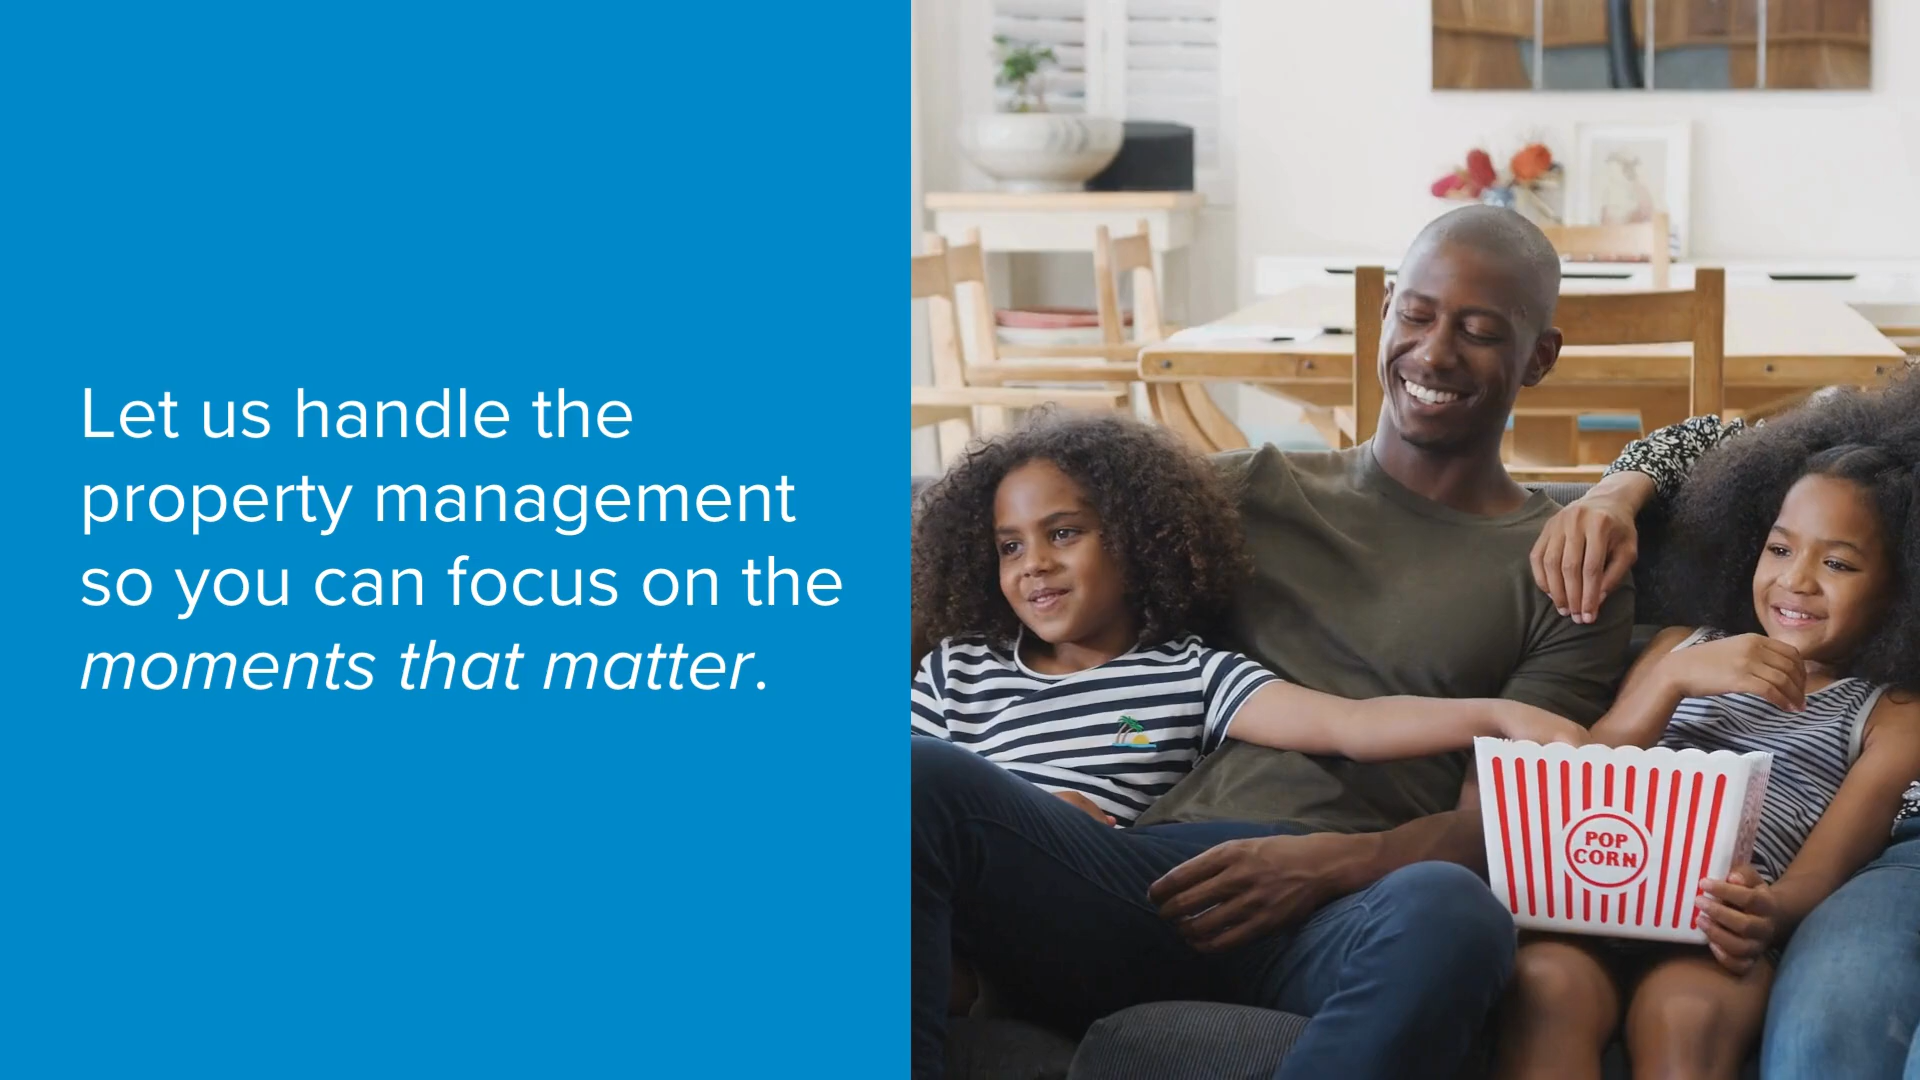 Let us handle the
property management
so you can focus on the
moments that matter.
POP
CORN